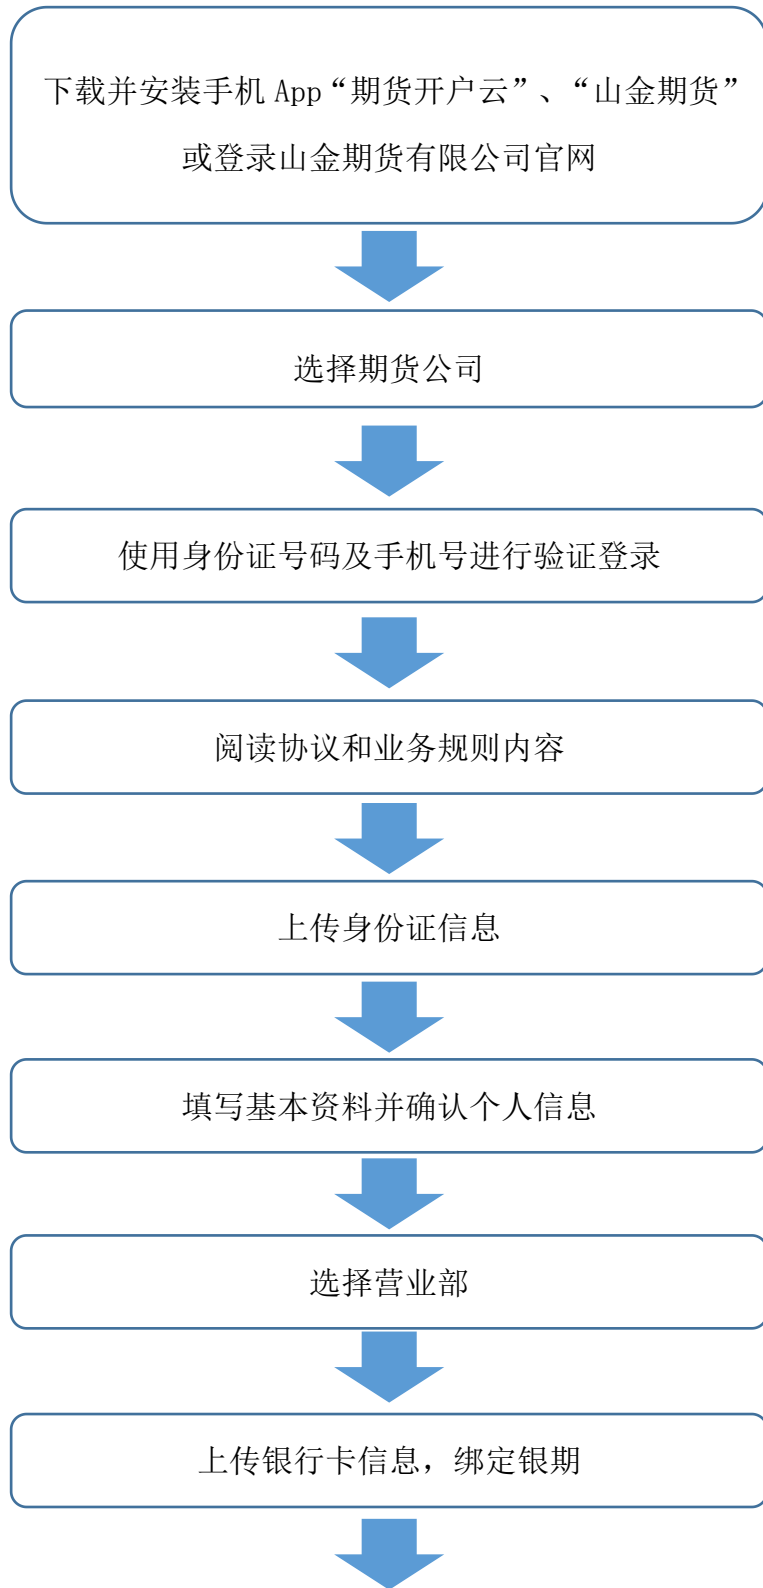 下载并安装手机 App“期货开户云”、“山金期货”
或登录山金期货有限公司官网
选择期货公司
使用身份证号码及手机号进行验证登录
阅读协议和业务规则内容
上传身份证信息
填写基本资料并确认个人信息
选择营业部
上传银行卡信息，绑定银期